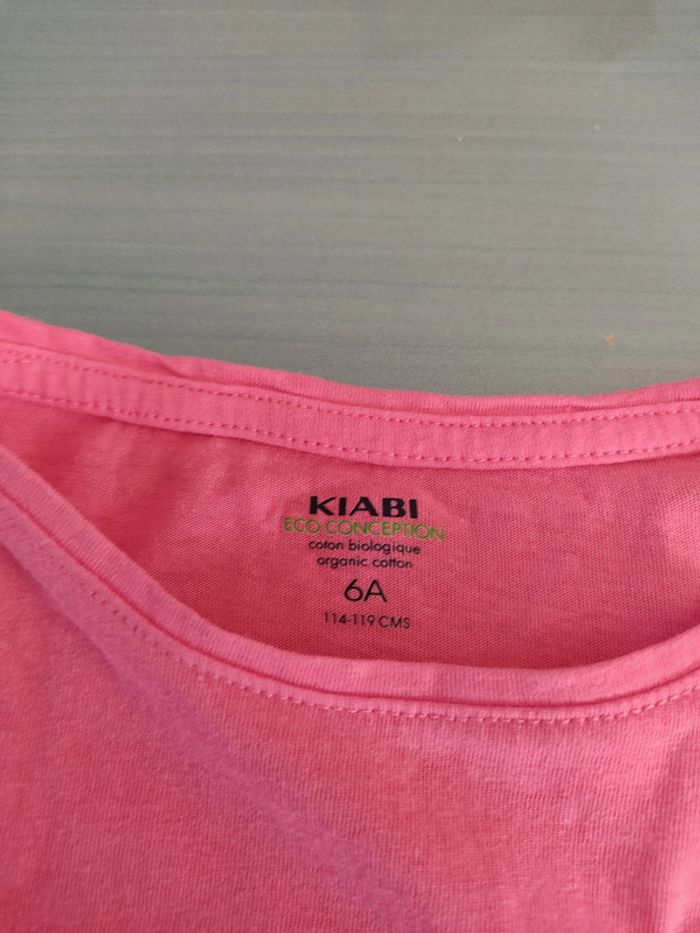 KIABI
ECO CONCEPTION
coton biologique
organic cotton
6A
114-119 CMS